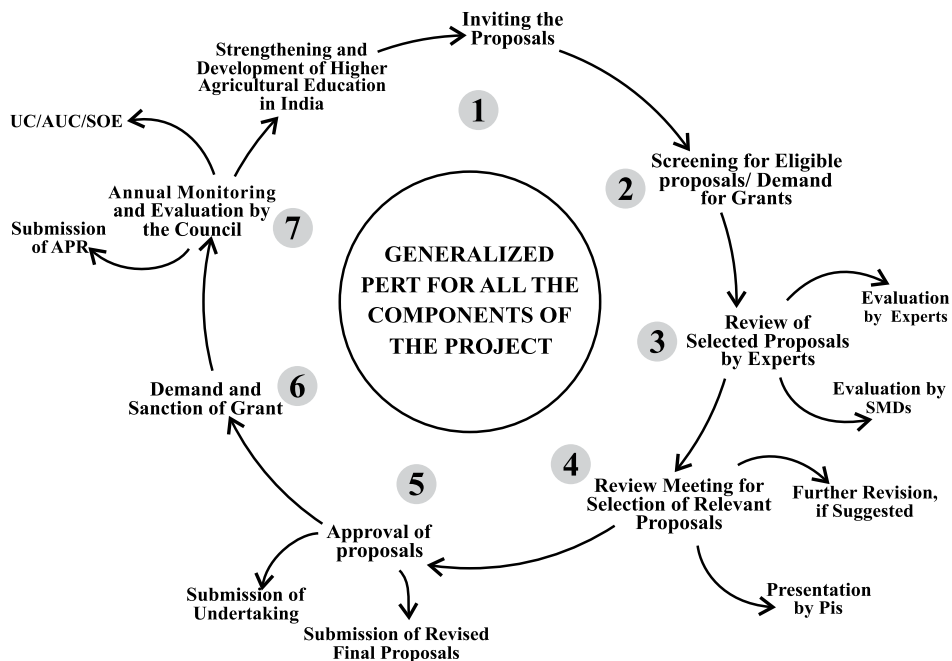 Inviting the
Proposals
1
Screening for Eligible
proposals/ Demand
for Grants
2
Review of
Selected Proposals
by Experts
3
Evaluation
by Experts
Evaluation by
SMDs
Review Meeting for
Selection of Relevant
Proposals
4
Further Revision,
if Suggested
Presentation
by Pis
Approval of
proposals
5
Submission of
Undertaking
Submission of Revised
Final Proposals
Demand and
Sanction of Grant
6
Annual Monitoring
and Evaluation by
the Council
7
Submission
of APR
UC/AUC/SOE
Strengthening and
Development of Higher
Agricultural Education
in India
GENERALIZED
PERT FOR ALL THE
COMPONENTS OF
THE PROJECT